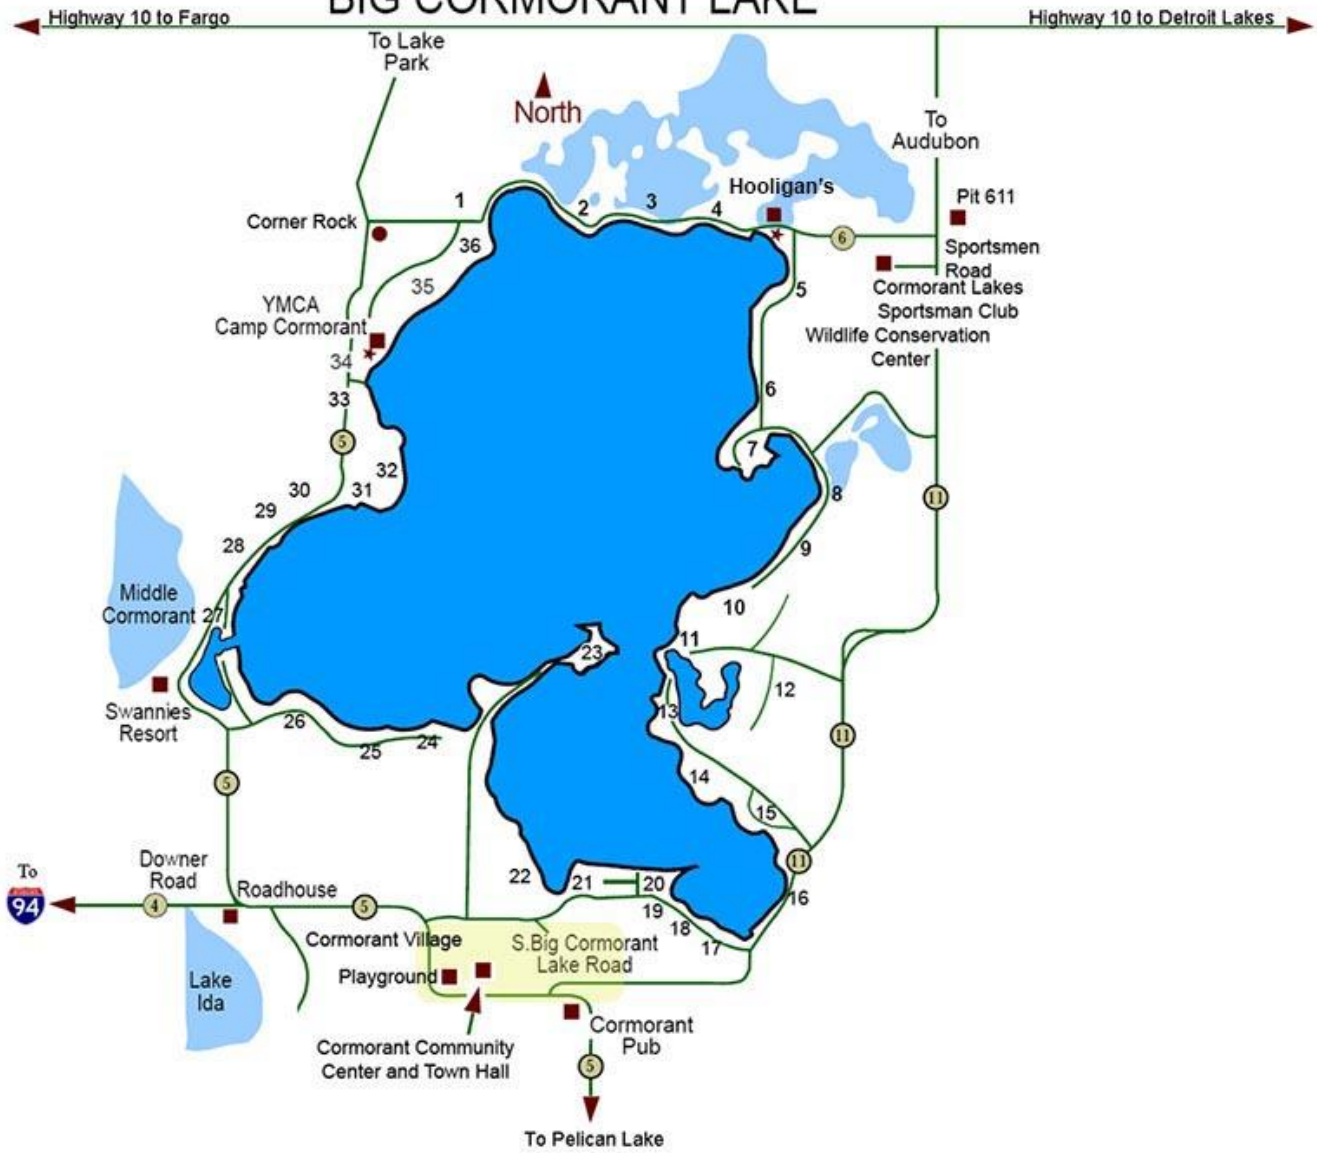 BIG CORMORANT LAKE
Highway 10 to Fargo
Highway 10 to Detroit Lakes
To Lake
Park
North
To
Audubon
Hooligan's
Pit 611
1
2
3
4
Corner Rock
36
6
Sportsmen
Road
35
5
Cormorant Lakes
Sportsman Club
YMCA
Camp Cormorant
Wildlife Conservation
Center
34
33
6
5
7
32
31
30
8
11
29
28
9
Middle
Cormorant
27
10
11
23
12
Swannies
Resort
13
26
25
24
11
14
5
15
Downer
Road
11
To
94
4
Roadhouse
5
22
21
20
16
19
18
17
Cormorant Village
S.Big Cormorant
Lake Road
Playground
Lake
Ida
Cormorant
Pub
Cormorant Community
Center and Town Hall
5
To Pelican Lake